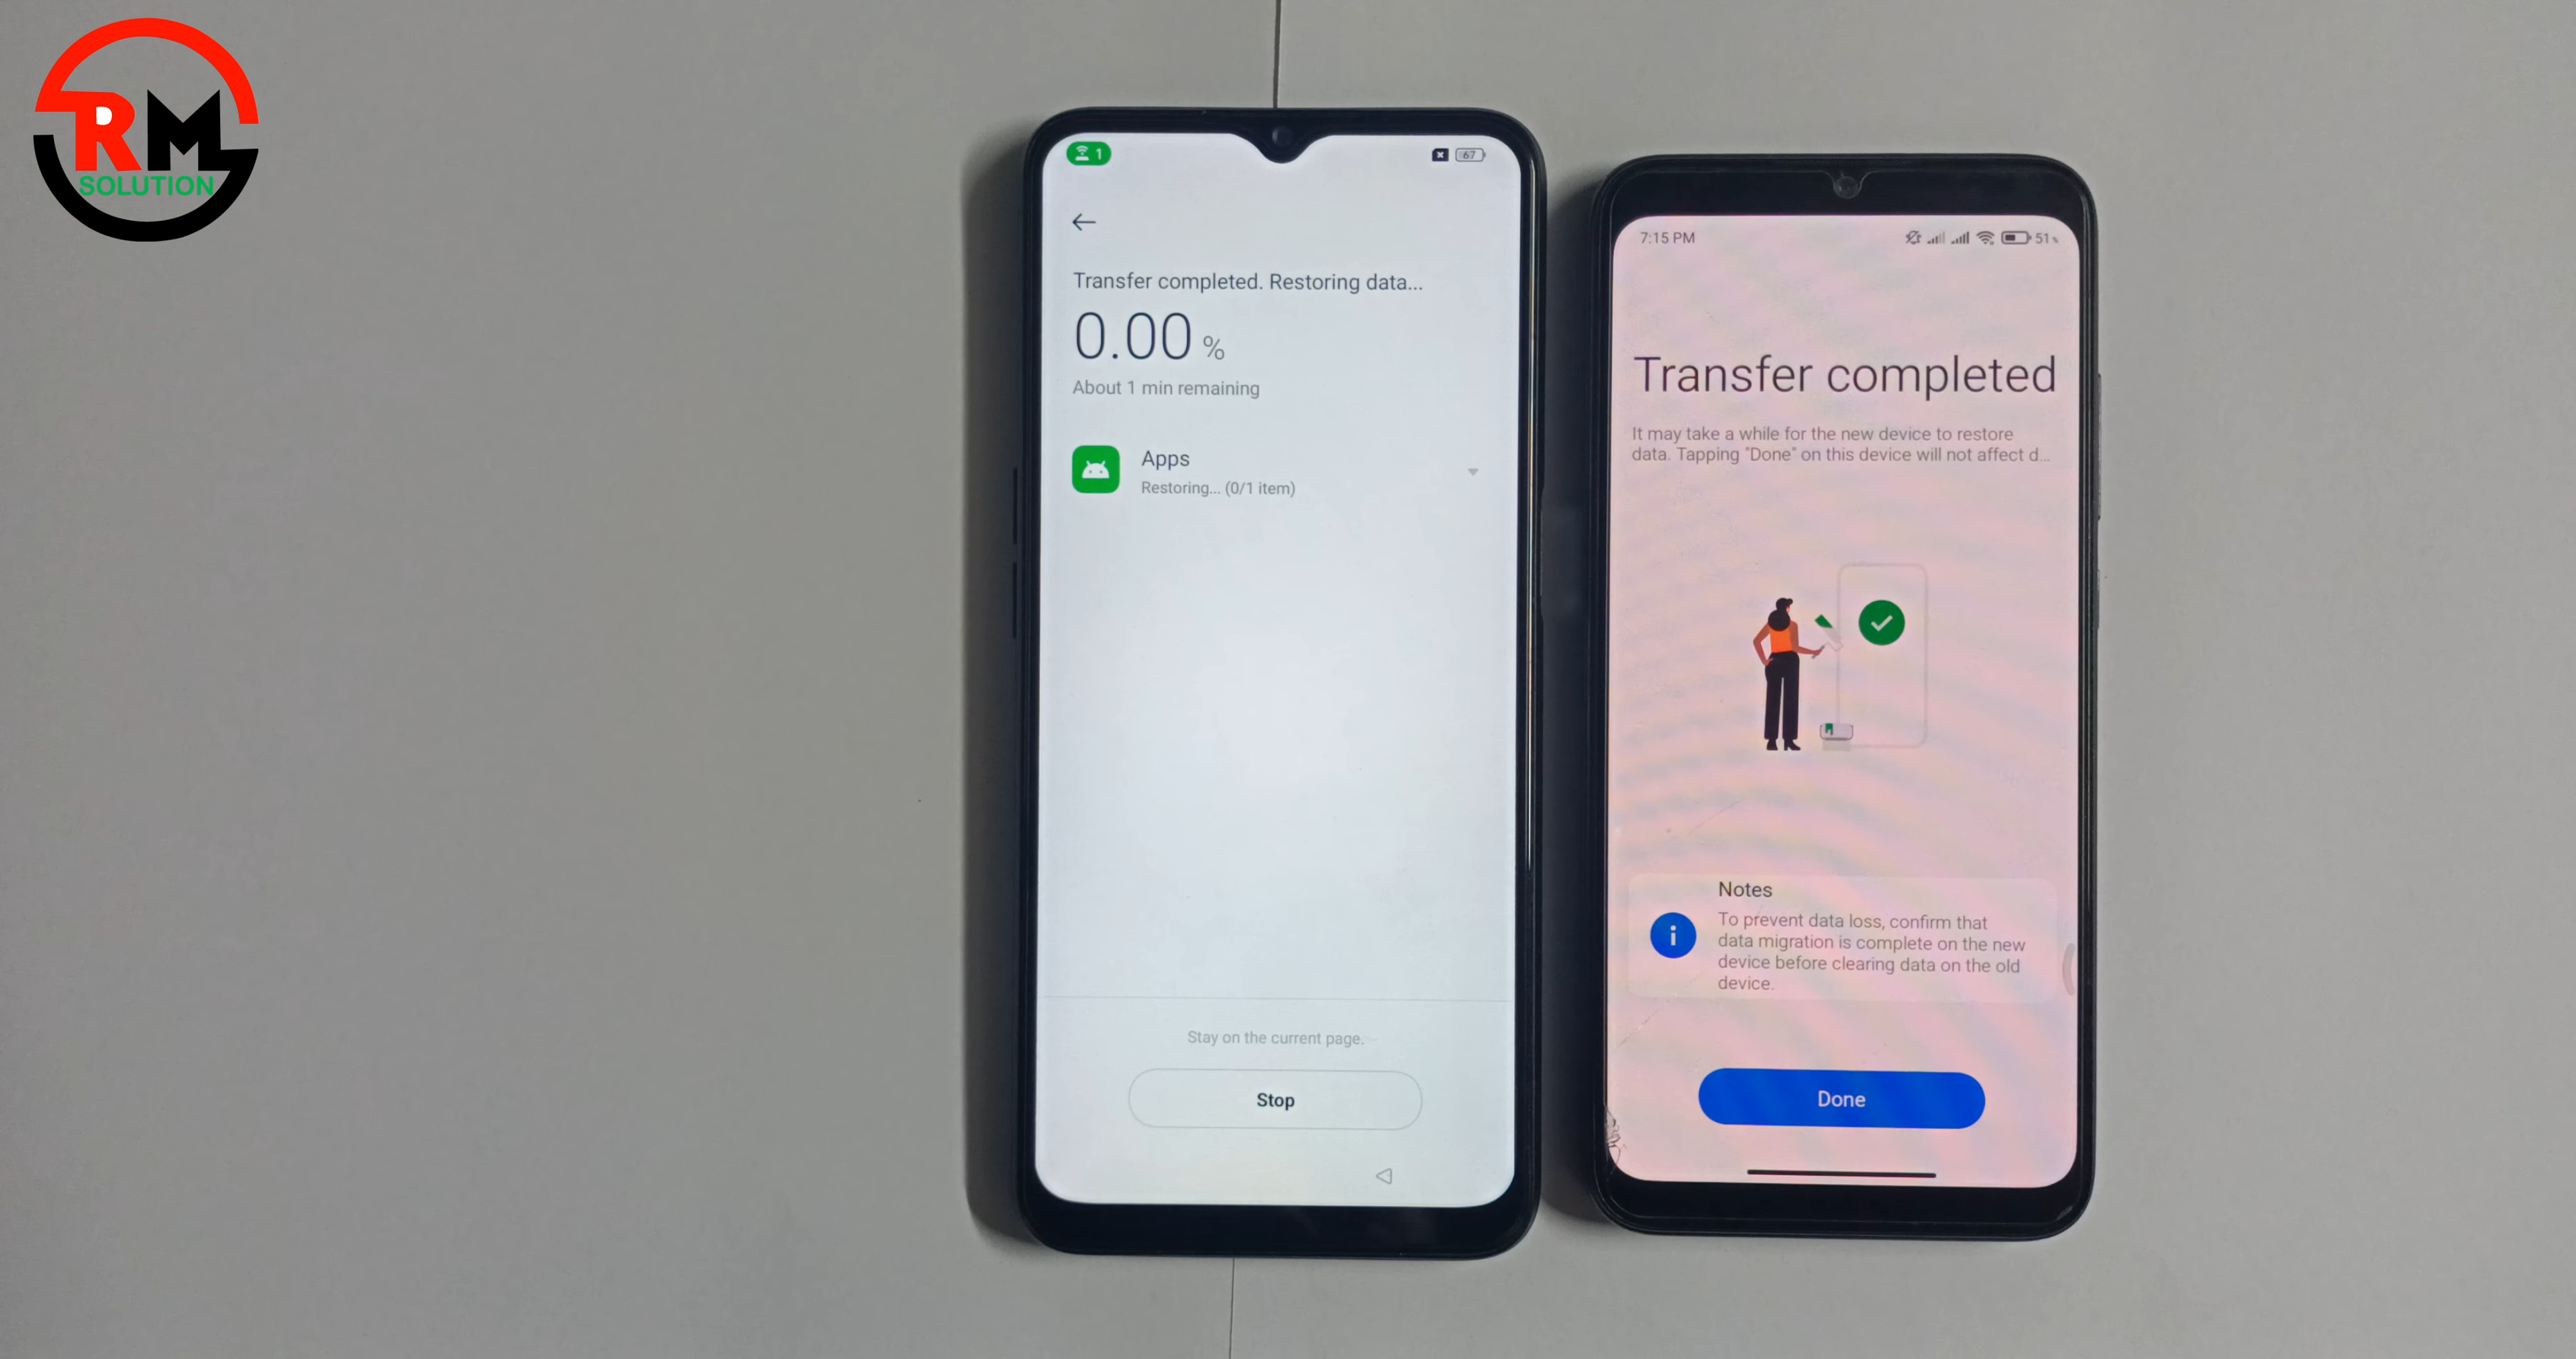 RM
SOLUTION
1
67
Transfer completed. Restoring data...
0.00 %
About 1 min remaining
Apps
Restoring... (0/1 item)
Stay on the current page.
Stop
7:15 PM
51%
Transfer completed
It may take a while for the new device to restore
data. Tapping "Done" on this device will not affect d...
Notes
To prevent data loss, confirm that
data migration is complete on the new
device before clearing data on the old
device.
Done